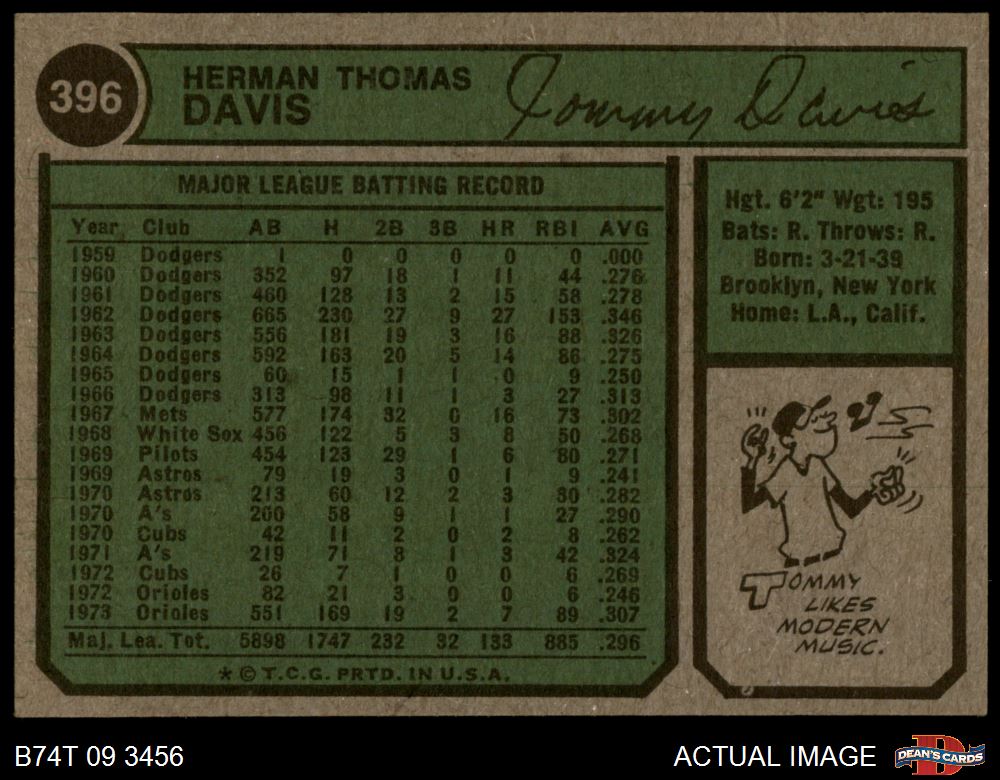 396
HERMAN THOMAS
DAVIS
Tommy Davis
MAJOR LEAGUE BATTING RECORD
Year Club AB H 2B 3B HR RBI AVG
1959 Dodgers 1 0 0 0 0 0 .000
1960 Dodgers 352 97 18 1 11 44 .276
1961 Dodgers 460 128 13 2 15 58 .278
1962 Dodgers 665 230 27 9 27 153 .346
1963 Dodgers 556 181 19 3 16 88 .326
1964 Dodgers 592 163 20 5 14 86 .275
1965 Dodgers 60 15 1 1 0 9 .250
1966 Dodgers 313 98 11 1 3 27 .313
1967 Mets 577 174 32 0 16 73 .302
1968 White Sox 456 122 5 3 8 50 .268
1969 Pilots 454 123 29 1 6 80 .271
1969 Astros 79 19 3 0 1 9 .241
1970 Astros 213 60 12 2 3 30 .282
1970 A's 200 58 9 1 1 27 .290
1970 Cubs 42 11 2 0 2 8 .262
1971 A's 219 71 8 1 3 42 .324
1972 Cubs 26 7 1 0 0 6 .269
1972 Orioles 82 21 3 0 0 6 .246
1973 Orioles 551 169 19 2 7 89 .307
Maj. Lea. Tot. 5898 1747 232 32 133 885 .296
* © T.C.G. PRTD. IN U.S.A.
Hgt. 6'2" Wgt: 195
Bats: R. Throws: R.
Born: 3-21-39
Brooklyn, New York
Home: L.A., Calif.
TOMMY
LIKES
MODERN
MUSIC.
B74T 09 3456
ACTUAL IMAGE
DEAN'S CARDS